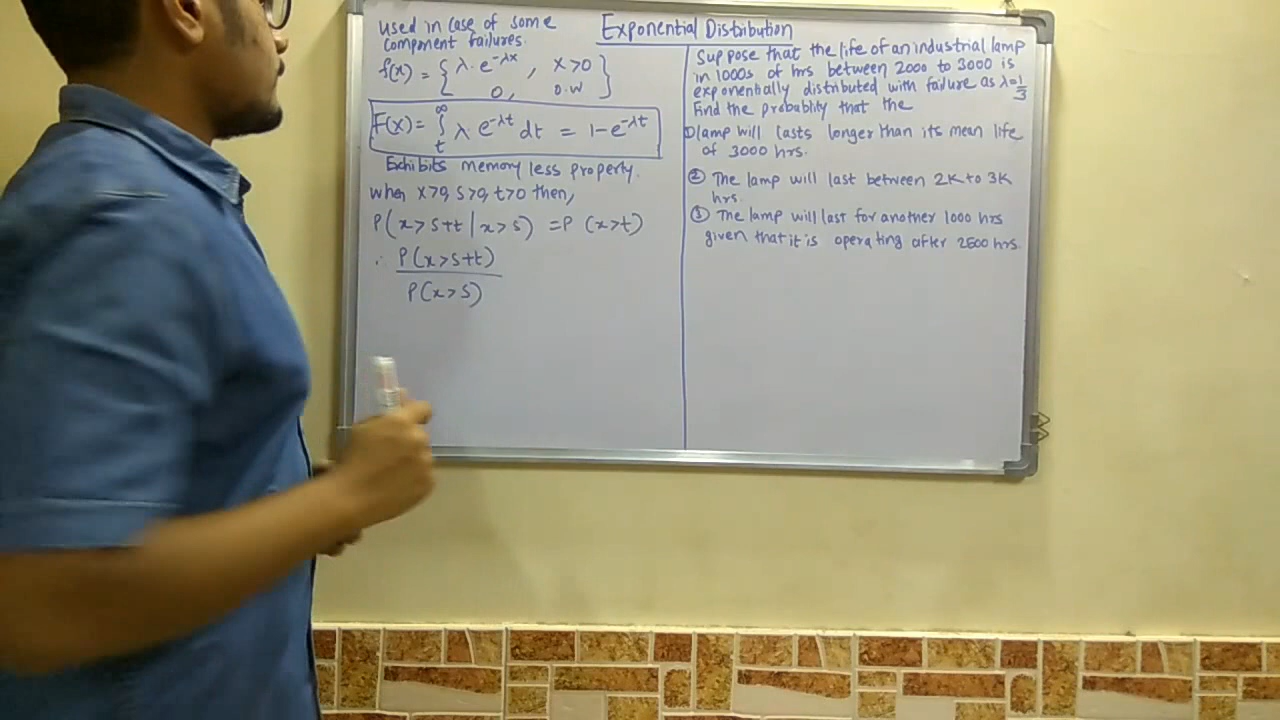 Exponential Distribution
used in case of some
component failures.
f(x) = { λ. e^-λx , x>0
0, o.w }
F(x) = ∫ₜ^∞ λ e^-λt dt = 1-e^-λt
Exhibits memory less property.
when x>0, s>0, t>0 then,
P(x>s+t | x>s) = P (x>t)
∴ P(x>s+t)
P(x>s)
Suppose that the life of an industrial lamp
in 1000s of hrs between 2000 to 3000 is
exponentially distributed with failure as λ=1/3
Find the probablity that the
① lamp will lasts longer than its mean life
of 3000 hrs.
② The lamp will last between 2K to 3K
hrs.
③ The lamp will last for another 1000 hrs
given that it is operating after 2500 hrs.